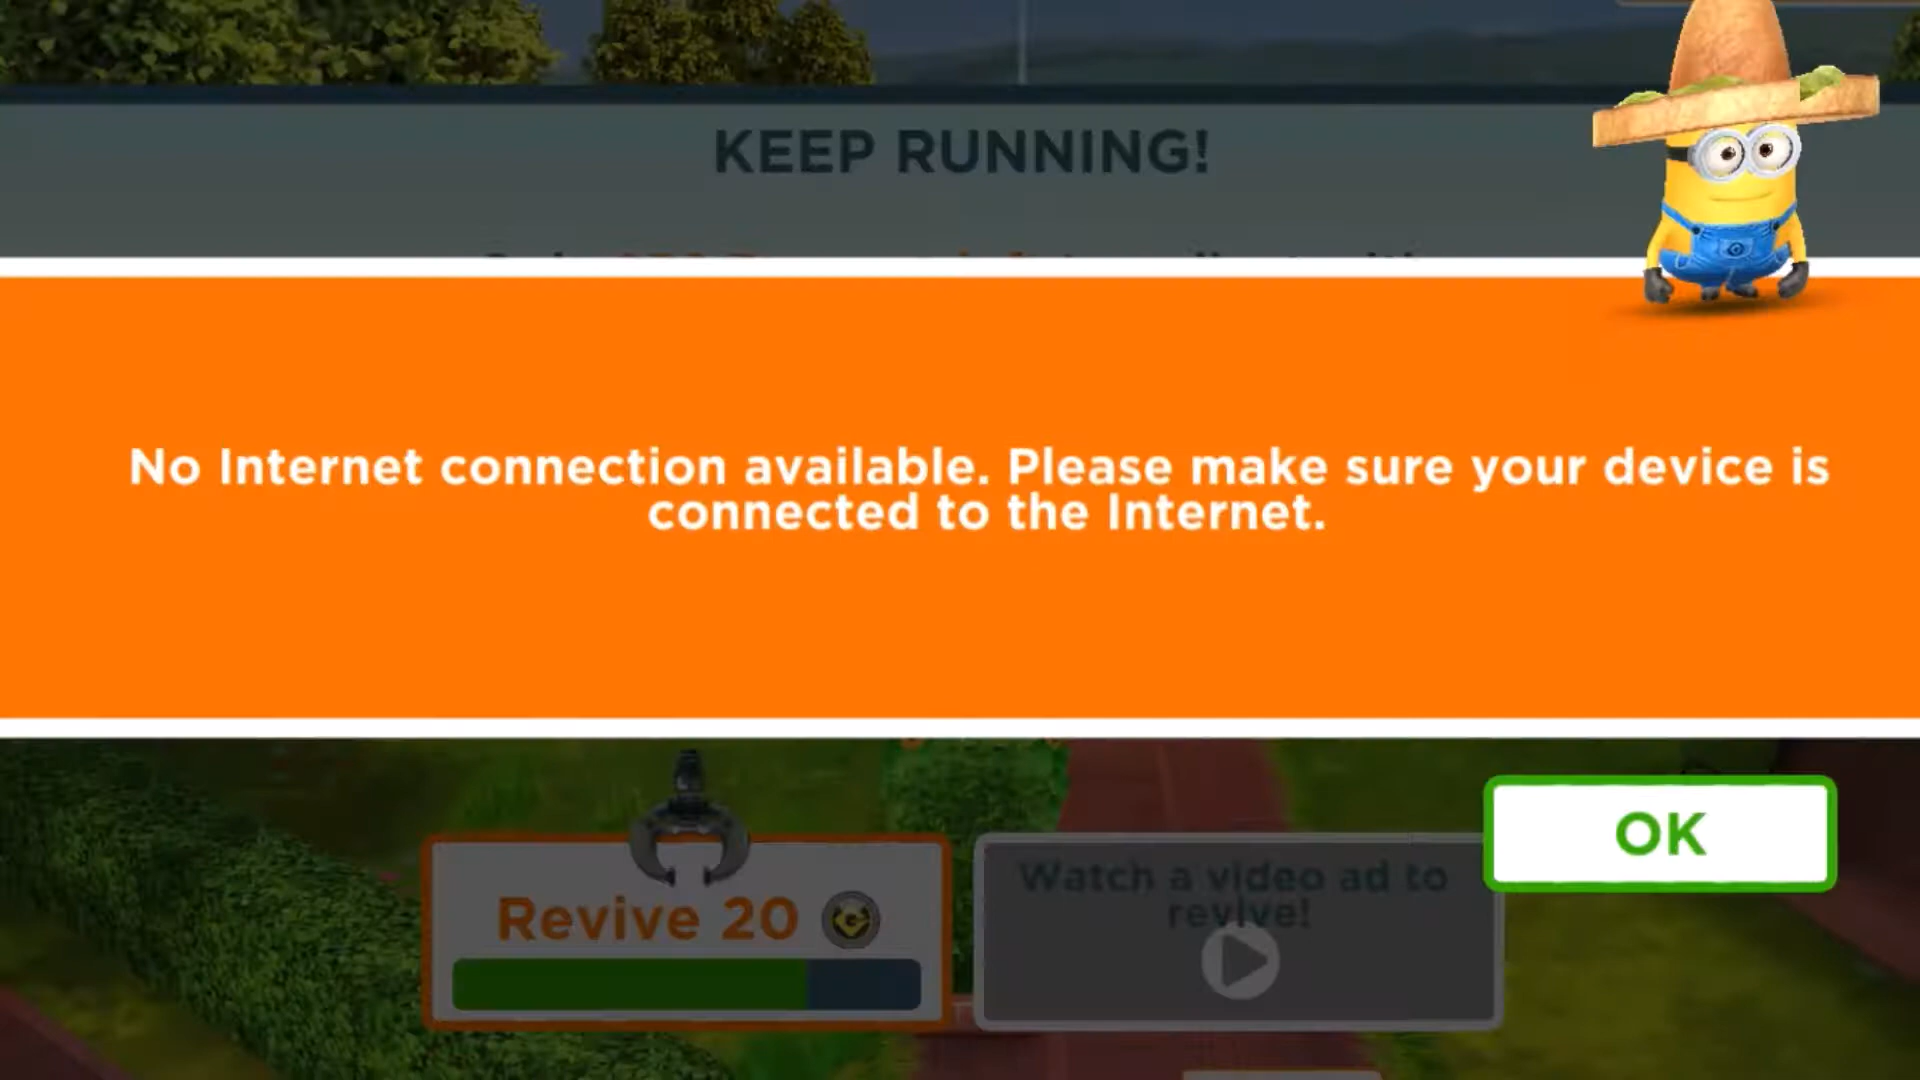 KEEP RUNNING!
No Internet connection available. Please make sure your device is
connected to the Internet.
OK
Revive 20
Watch a video ad to
revive!